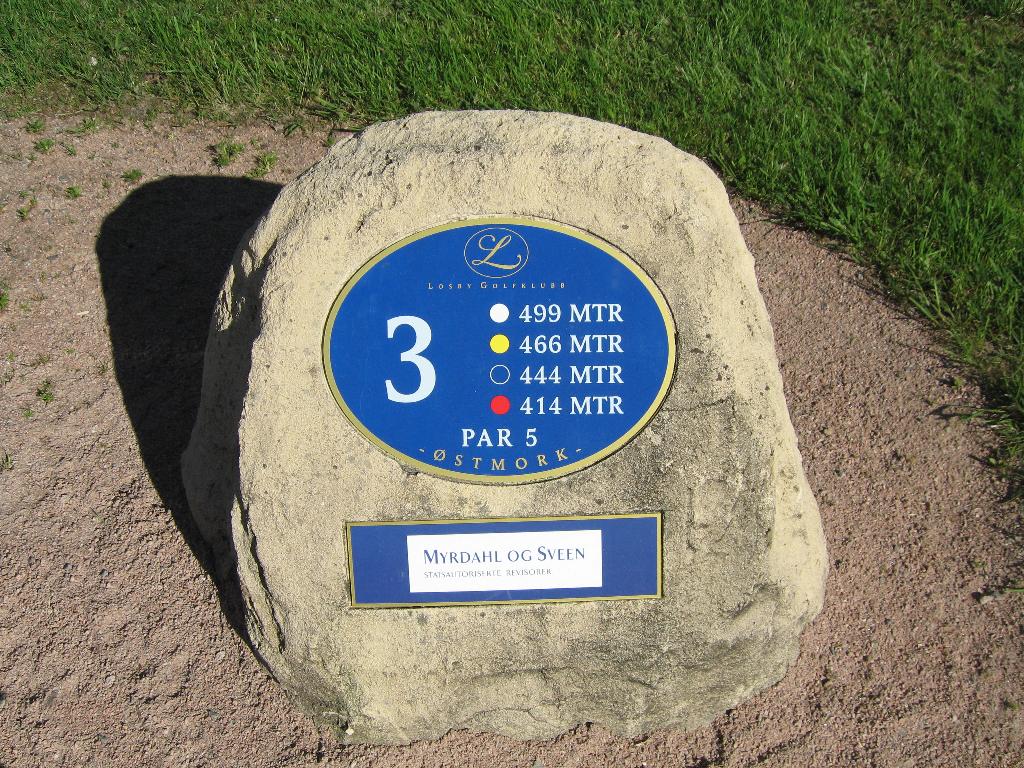 L
LOSBY GOLFKLUBB
3
499 MTR
466 MTR
444 MTR
414 MTR
PAR 5
-ØSTMORK-
MYRDAHL OG SVEEN
STATSAUTORISERTE REVISORER